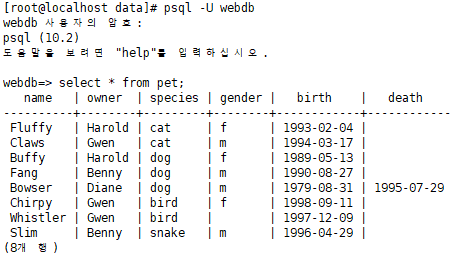 [root@localhost data]# psql -U webdb
webdb 사용자의 암호:
psql (10.2)
도움말을 보려면 "help"를 입력하십시오.
webdb=> select * from pet;
   name    | owner  | species | gender |   birth    |   death
-----------+--------+---------+--------+------------+------------
 Fluffy    | Harold | cat     | f      | 1993-02-04 |
 Claws     | Gwen   | cat     | m      | 1994-03-17 |
 Buffy     | Harold | dog     | f      | 1989-05-13 |
 Fang      | Benny  | dog     | m      | 1990-08-27 |
 Bowser    | Diane  | dog     | m      | 1979-08-31 | 1995-07-29
 Chirpy    | Gwen   | bird    | f      | 1998-09-11 |
 Whistler  | Gwen   | bird    |        | 1997-12-09 |
 Slim      | Benny  | snake   | m      | 1996-04-29 |
(8개 행)